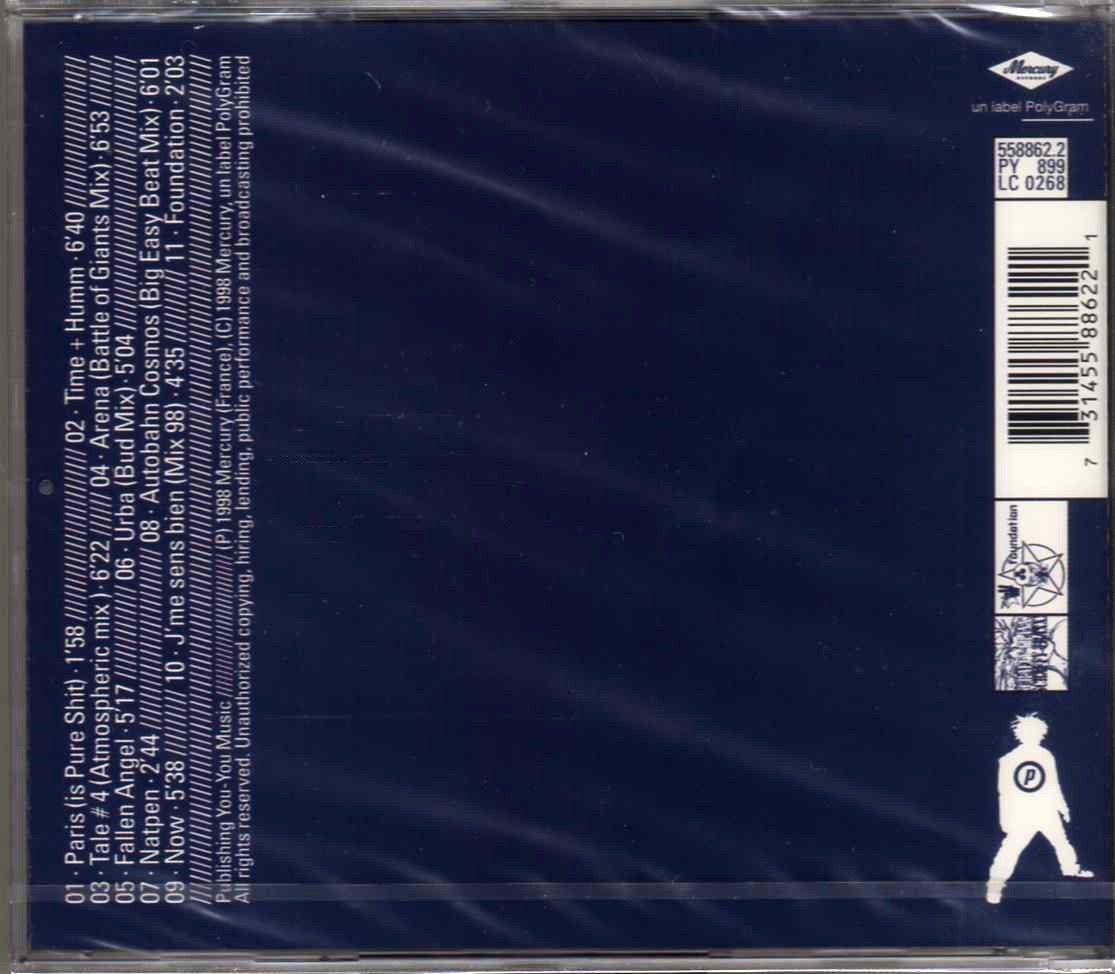 01 · Paris (is Pure Shit) · 1'58 //////////////////////////// 02 · Time + Humm · 6'40 //////////////////////////
03 · Tale # 4 (Atmospheric mix ) · 6'22 ///// 04 · Arena (Battle of Giants Mix) · 6'53 //////////
05 · Fallen Angel · 5'17 ////////////////// 06 · Urba (Bud Mix) · 5'04 //////////////////////////////////////
07 · Natpen · 2'44 ////////////////////////////// 08 · Autobahn Cosmos (Big Easy Beat Mix) · 6'01
09 · Now · 5'38 ////////// 10 · J'me sens bien (Mix 98) · 4'35 ////////// 11 · Foundation · 2'03
Publishing You-You Music //////////////////////// (P) 1998 Mercury (France), (C) 1998 Mercury, un label PolyGram
All rights reserved. Unauthorized copying, hiring, lending, public performance and broadcasting prohibited
Mercury
RECORDS
un label PolyGram
558862.2
PY 899
LC 0268
7 31455 88622 1
foundation
p